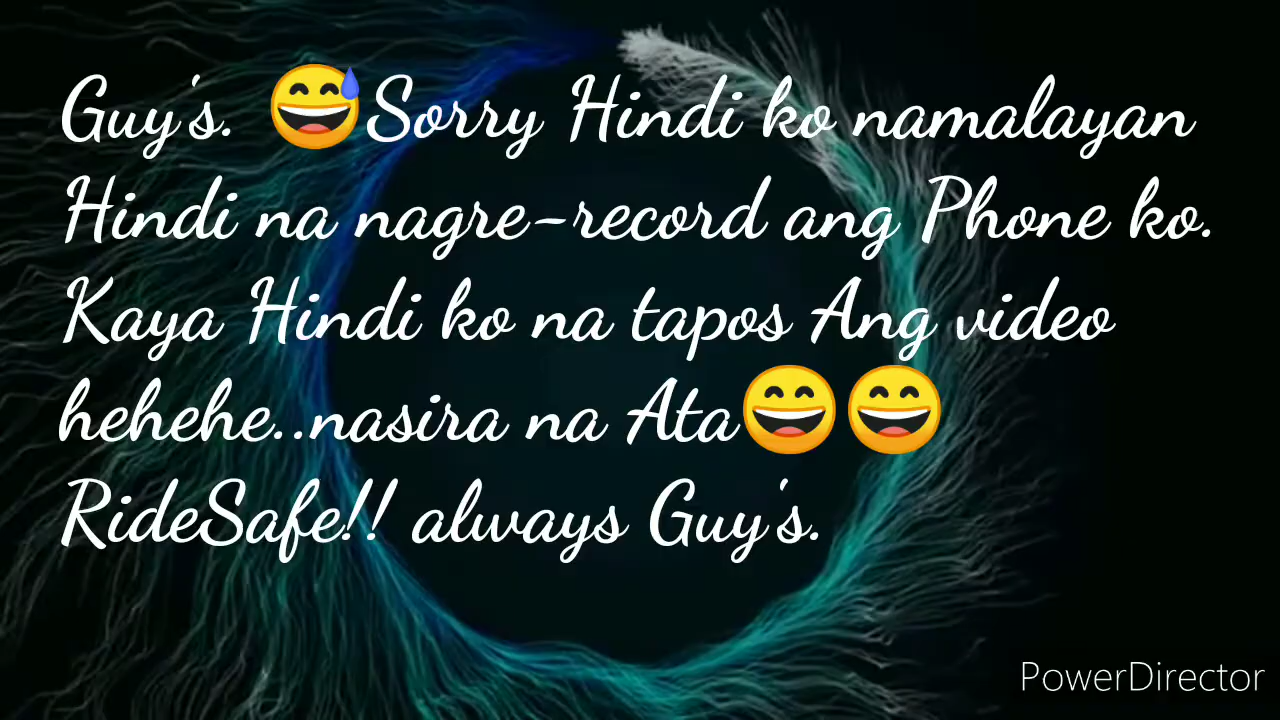 Guy's. 😅Sorry Hindi ko namalayan
Hindi na nagre-record ang Phone ko.
Kaya Hindi ko na tapos Ang video
hehehe..nasira na Ata😄😄
RideSafe!! always Guy's.
PowerDirector